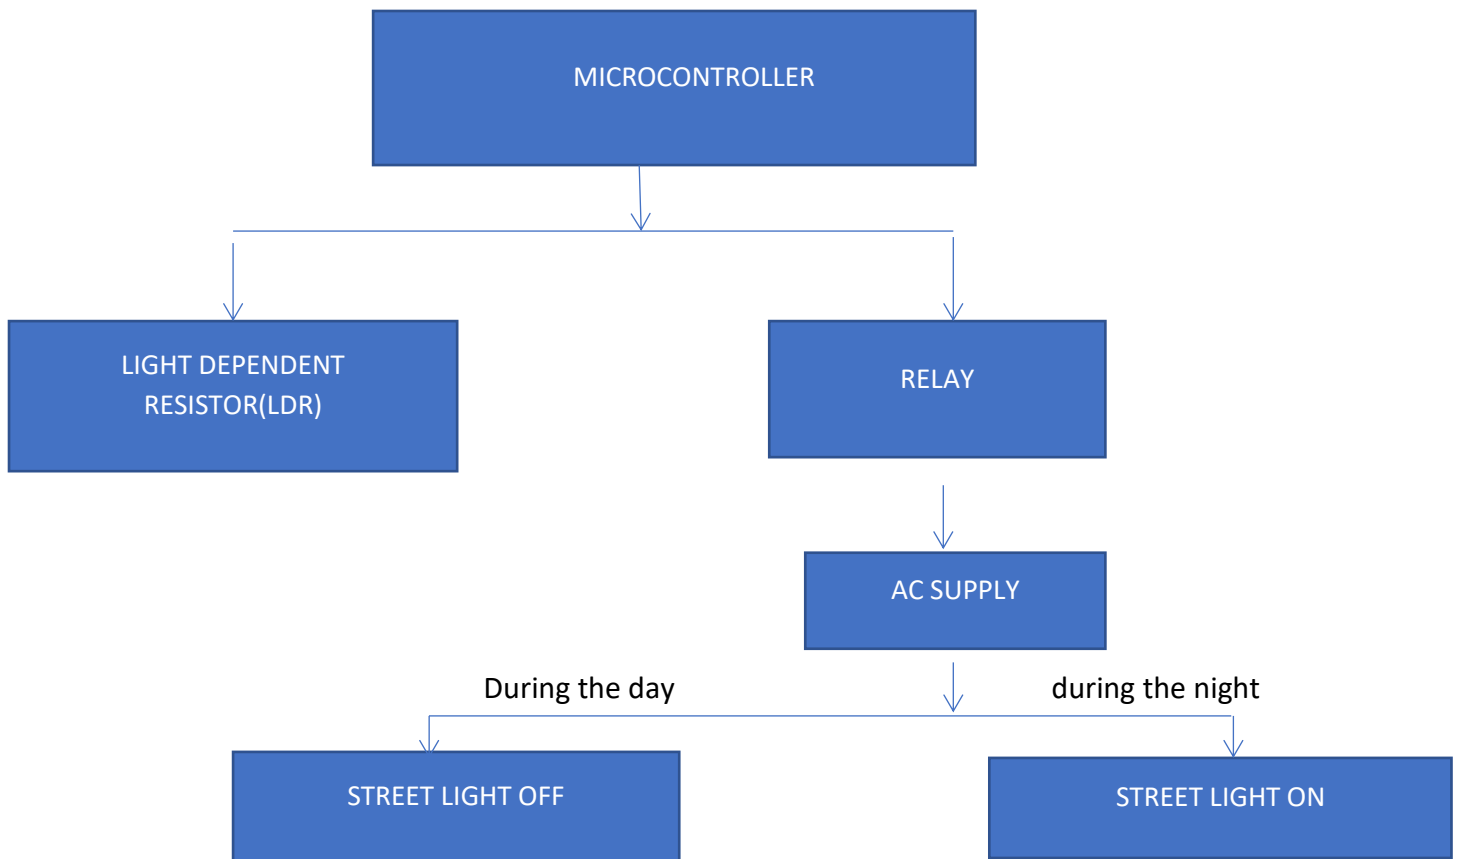 MICROCONTROLLER
LIGHT DEPENDENT
RESISTOR(LDR)
RELAY
AC SUPPLY
During the day
during the night
STREET LIGHT OFF
STREET LIGHT ON